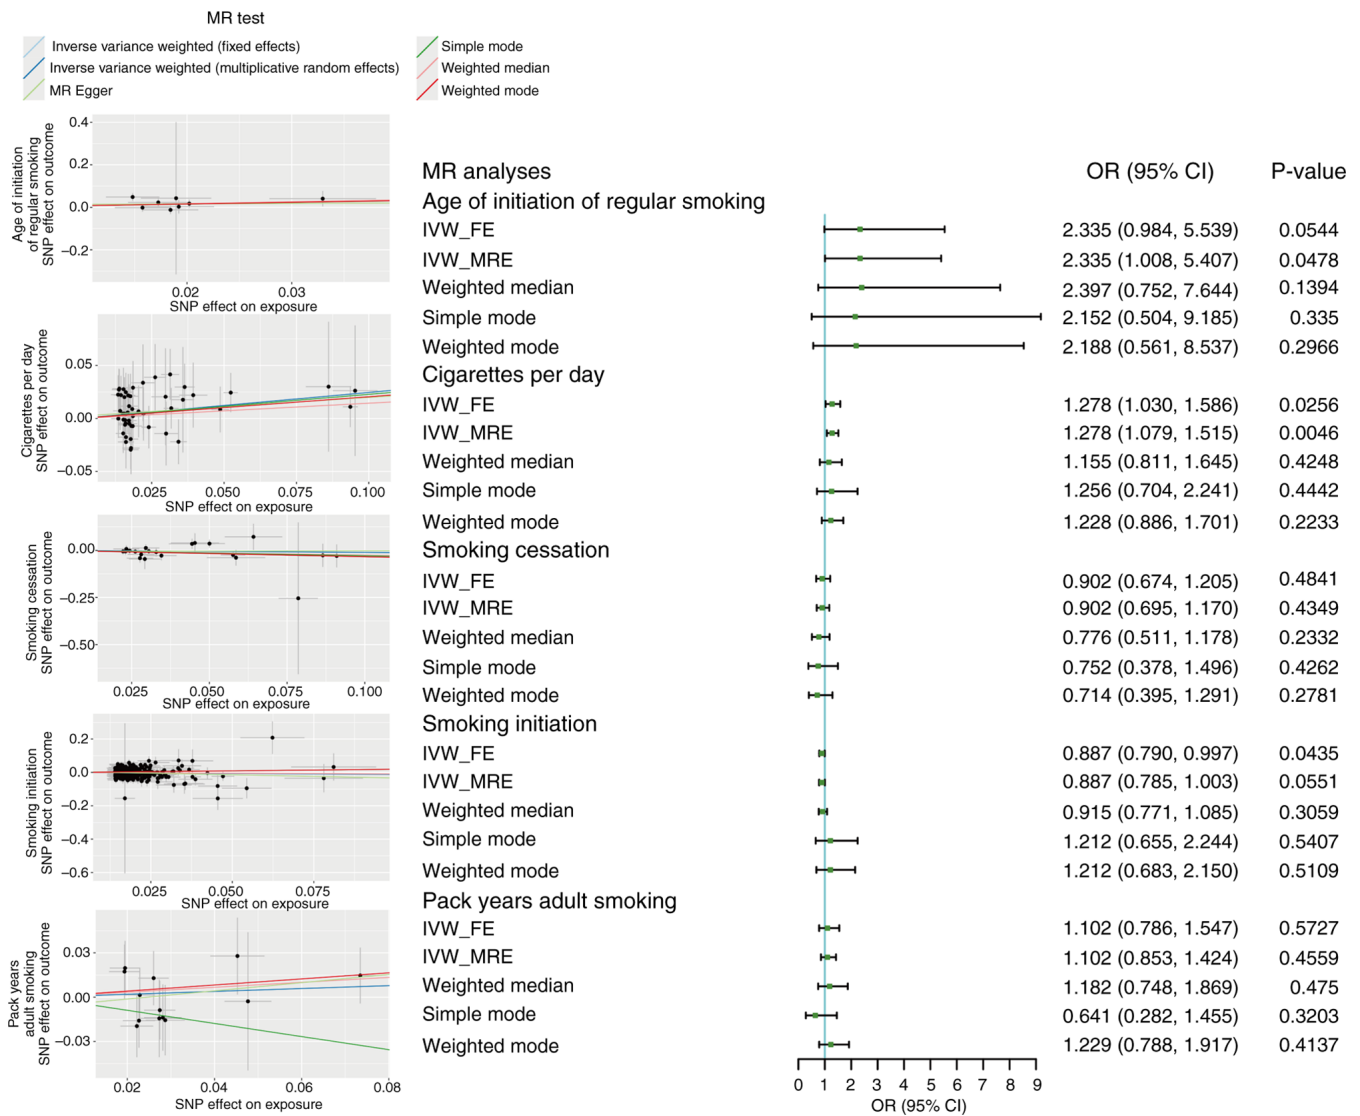 MR test
Inverse variance weighted (fixed effects)
Inverse variance weighted (multiplicative random effects)
MR Egger
Simple mode
Weighted median
Weighted mode
Age of initiation
of regular smoking
SNP effect on outcome
0.4
0.2
0.0
−0.2
0.02 0.03
SNP effect on exposure
Cigarettes per day
SNP effect on outcome
0.05
0.00
−0.05
0.025 0.050 0.075 0.100
SNP effect on exposure
Smoking cessation
SNP effect on outcome
0.00
−0.25
−0.50
0.025 0.050 0.075 0.100
SNP effect on exposure
Smoking initiation
SNP effect on outcome
0.2
0.0
−0.2
−0.4
−0.6
0.025 0.050 0.075
SNP effect on exposure
Pack years
adult smoking
SNP effect on outcome
0.03
0.00
−0.03
0.02 0.04 0.06 0.08
SNP effect on exposure
MR analyses OR (95% CI) P-value
Age of initiation of regular smoking
IVW_FE 2.335 (0.984, 5.539) 0.0544
IVW_MRE 2.335 (1.008, 5.407) 0.0478
Weighted median 2.397 (0.752, 7.644) 0.1394
Simple mode 2.152 (0.504, 9.185) 0.335
Weighted mode 2.188 (0.561, 8.537) 0.2966
Cigarettes per day
IVW_FE 1.278 (1.030, 1.586) 0.0256
IVW_MRE 1.278 (1.079, 1.515) 0.0046
Weighted median 1.155 (0.811, 1.645) 0.4248
Simple mode 1.256 (0.704, 2.241) 0.4442
Weighted mode 1.228 (0.886, 1.701) 0.2233
Smoking cessation
IVW_FE 0.902 (0.674, 1.205) 0.4841
IVW_MRE 0.902 (0.695, 1.170) 0.4349
Weighted median 0.776 (0.511, 1.178) 0.2332
Simple mode 0.752 (0.378, 1.496) 0.4262
Weighted mode 0.714 (0.395, 1.291) 0.2781
Smoking initiation
IVW_FE 0.887 (0.790, 0.997) 0.0435
IVW_MRE 0.887 (0.785, 1.003) 0.0551
Weighted median 0.915 (0.771, 1.085) 0.3059
Simple mode 1.212 (0.655, 2.244) 0.5407
Weighted mode 1.212 (0.683, 2.150) 0.5109
Pack years adult smoking
IVW_FE 1.102 (0.786, 1.547) 0.5727
IVW_MRE 1.102 (0.853, 1.424) 0.4559
Weighted median 1.182 (0.748, 1.869) 0.475
Simple mode 0.641 (0.282, 1.455) 0.3203
Weighted mode 1.229 (0.788, 1.917) 0.4137
0 1 2 3 4 5 6 7 8 9
OR (95% CI)